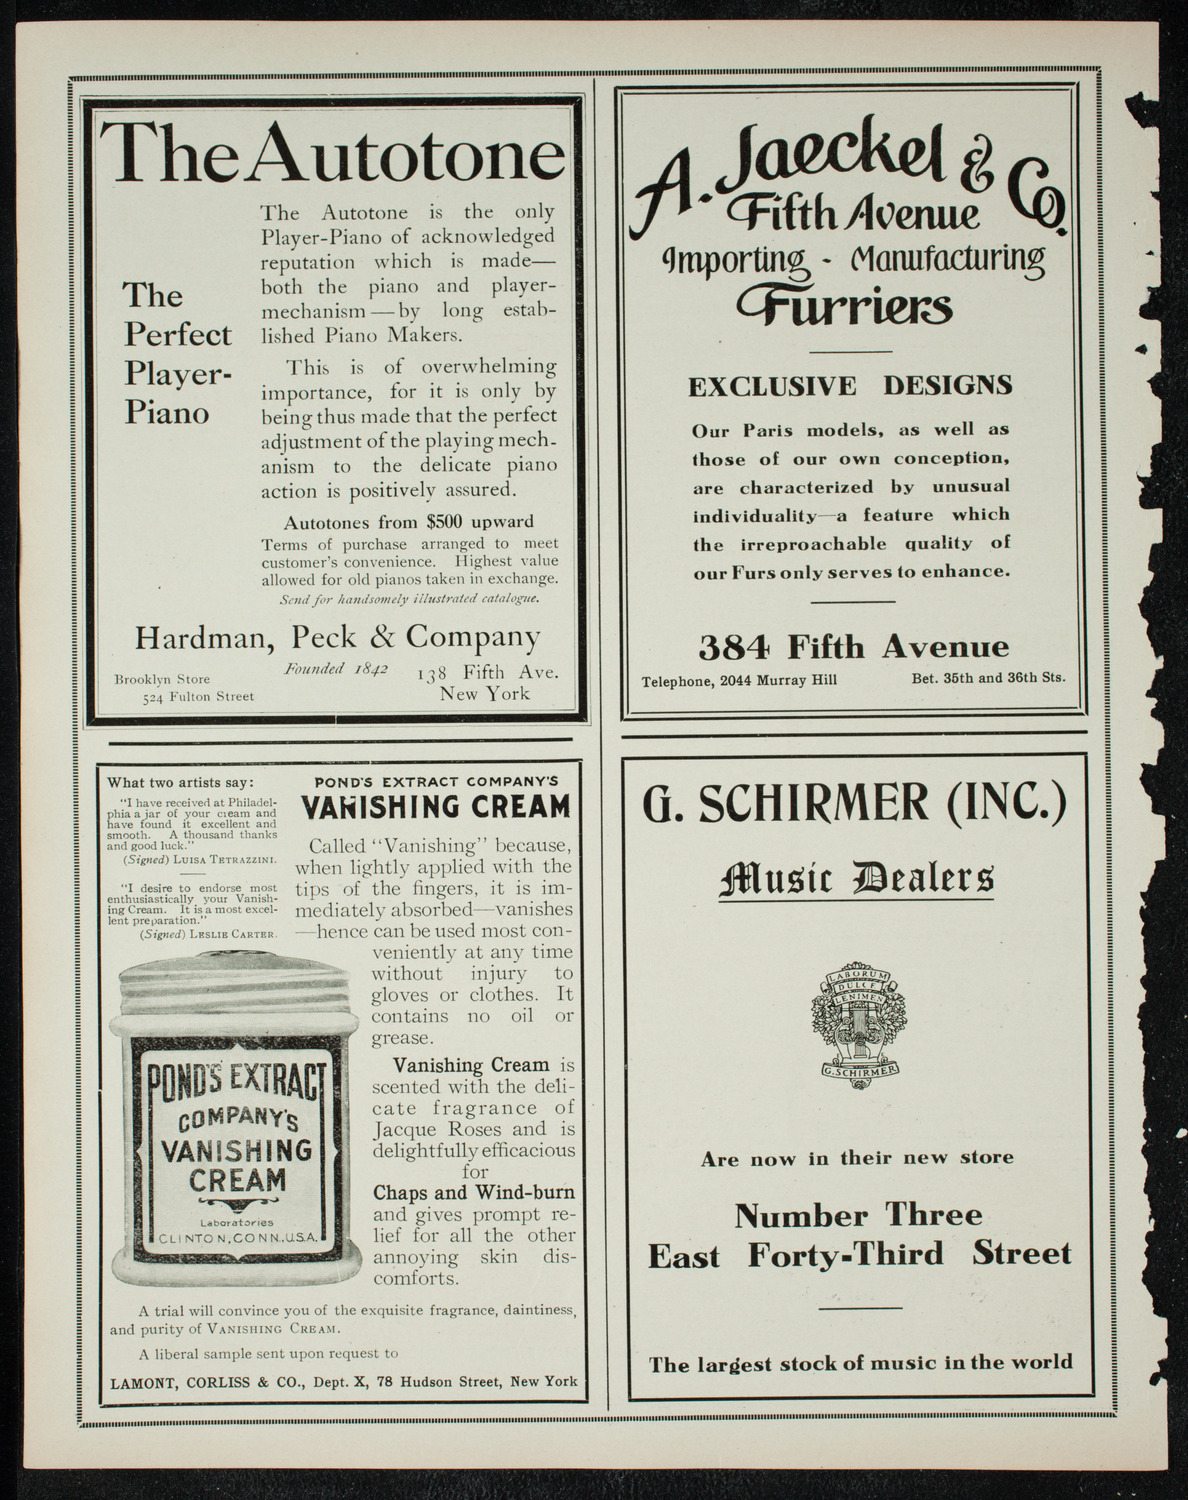 The Autotone
The
Perfect
Player-
Piano
The Autotone is the only
Player-Piano of acknowledged
reputation which is made—
both the piano and player-
mechanism — by long estab-
lished Piano Makers.
This is of overwhelming
importance, for it is only by
being thus made that the perfect
adjustment of the playing mech-
anism to the delicate piano
action is positively assured.
Autotones from $500 upward
Terms of purchase arranged to meet
customer's convenience. Highest value
allowed for old pianos taken in exchange.
Send for handsomely illustrated catalogue.
Hardman, Peck & Company
Founded 1842
Brooklyn Store
524 Fulton Street
138 Fifth Ave.
New York
A. Jaeckel & Co.
Fifth Avenue
Importing - Manufacturing
Furriers
EXCLUSIVE DESIGNS
Our Paris models, as well as
those of our own conception,
are characterized by unusual
individuality—a feature which
the irreproachable quality of
our Furs only serves to enhance.
384 Fifth Avenue
Telephone, 2044 Murray Hill
Bet. 35th and 36th Sts.
What two artists say:
"I have received at Philadel-
phia a jar of your cream and
have found it excellent and
smooth. A thousand thanks
and good luck."
(Signed) LUISA TETRAZZINI.
"I desire to endorse most
enthusiastically your Vanish-
ing Cream. It is a most excel-
lent preparation."
(Signed) LESLIE CARTER.
POND'S EXTRACT COMPANY'S
VANISHING CREAM
Called "Vanishing" because,
when lightly applied with the
tips of the fingers, it is im-
mediately absorbed—vanishes
—hence can be used most con-
veniently at any time
without injury to
gloves or clothes. It
contains no oil or
grease.
Vanishing Cream is
scented with the deli-
cate fragrance of
Jacque Roses and is
delightfully efficacious
for
Chaps and Wind-burn
and gives prompt re-
lief for all the other
annoying skin dis-
comforts.
POND'S EXTRACT
COMPANY'S
VANISHING
CREAM
Laboratories
CLINTON, CONN., U.S.A.
A trial will convince you of the exquisite fragrance, daintiness,
and purity of VANISHING CREAM.
A liberal sample sent upon request to
LAMONT, CORLISS & CO., Dept. X, 78 Hudson Street, New York
G. SCHIRMER (INC.)
Music Dealers
LABORUM
DULCE
LENIMEN
G. SCHIRMER
Are now in their new store
Number Three
East Forty-Third Street
The largest stock of music in the world